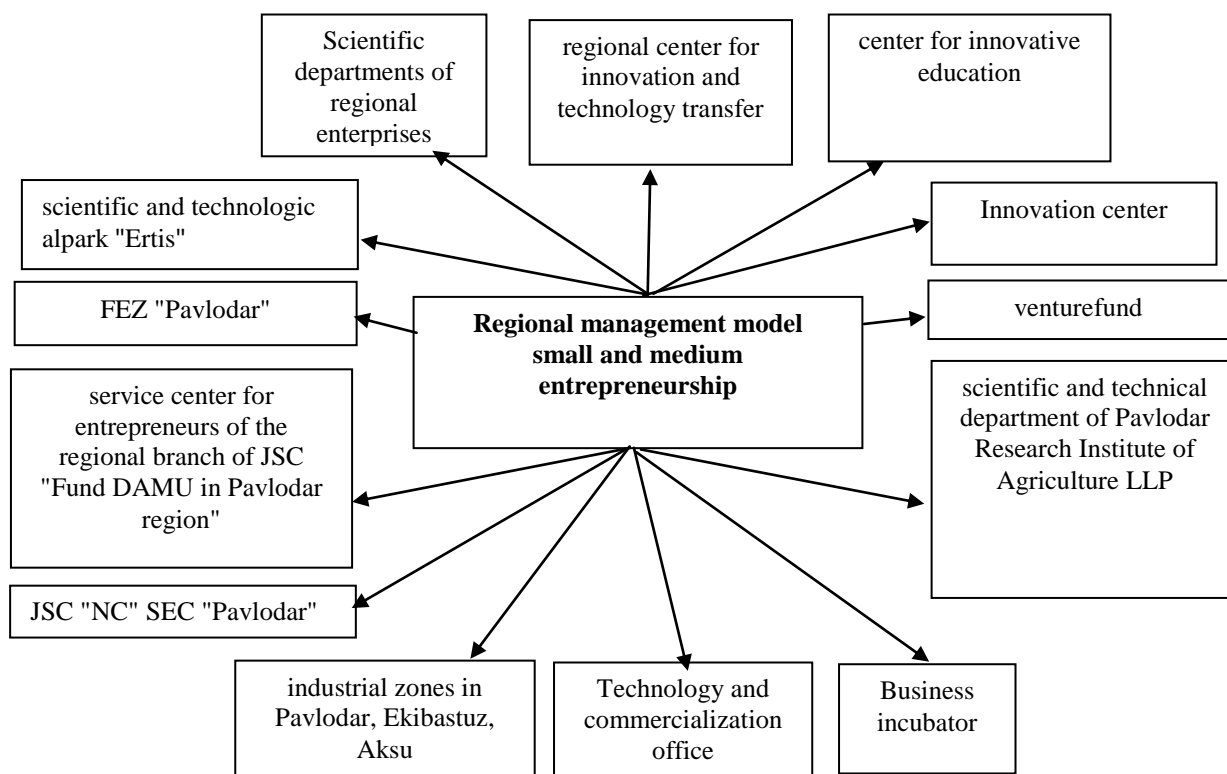 Scientific
departments of
regional
enterprises
regional center for
innovation and
technology transfer
center for innovative
education
scientific and technologic
alpark "Ertis"
Innovation center
FEZ "Pavlodar"
Regional management model
small and medium
entrepreneurship
venturefund
service center for
entrepreneurs of the
regional branch of JSC
"Fund DAMU in Pavlodar
region"
scientific and technical
department of Pavlodar
Research Institute of
Agriculture LLP
JSC "NC" SEC "Pavlodar"
industrial zones in
Pavlodar, Ekibastuz,
Aksu
Technology and
commercialization
office
Business
incubator